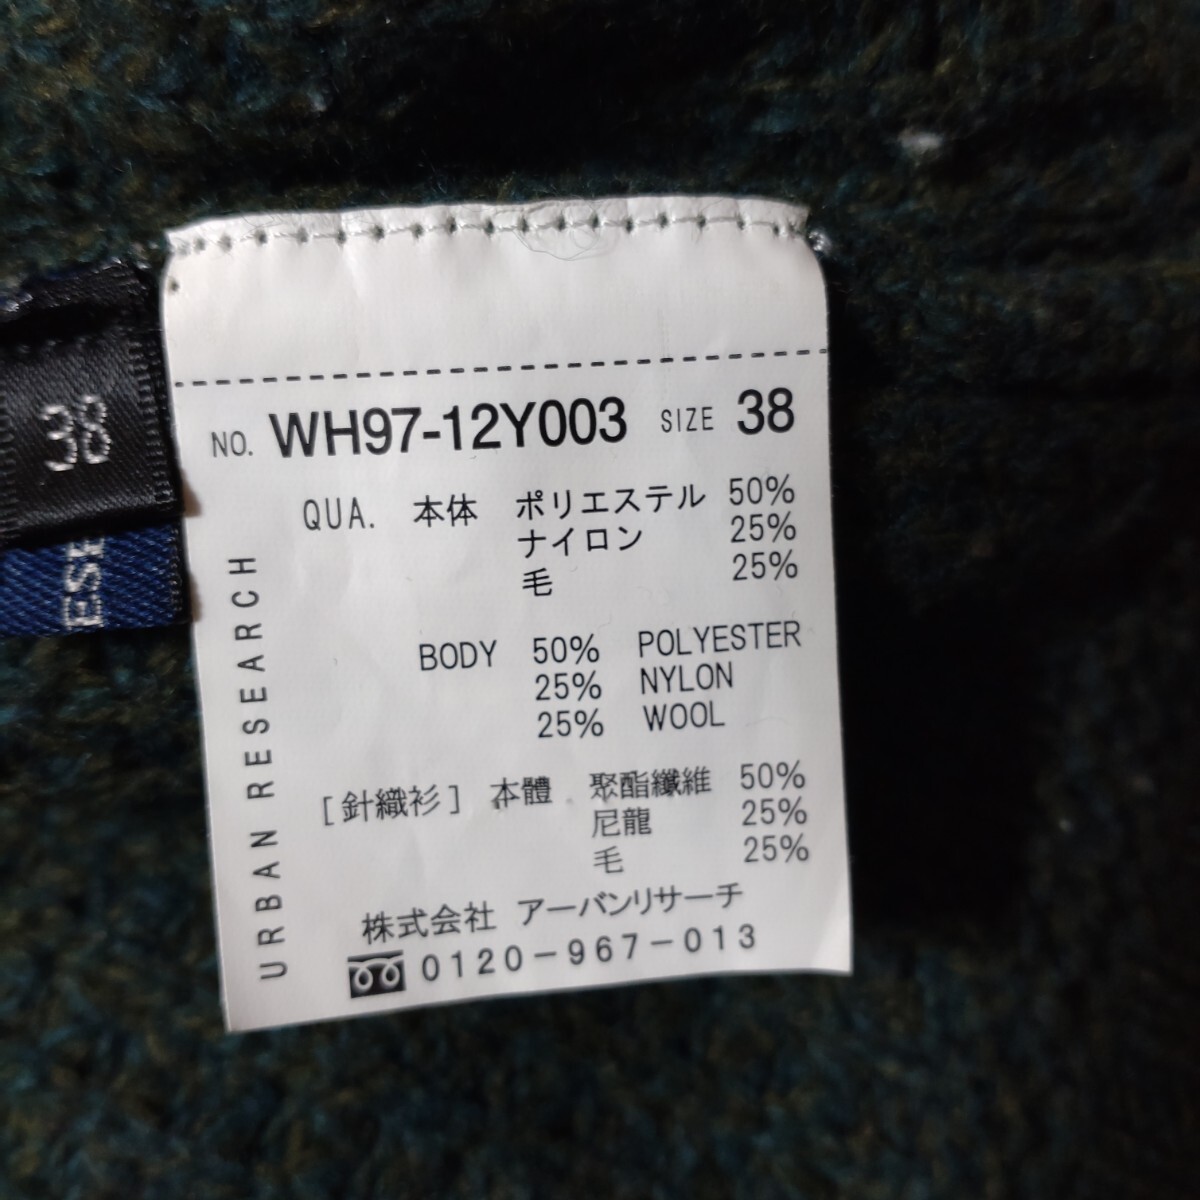 38
ESE
NO. WH97-12Y003 SIZE 38
QUA. 本体 ポリエステル 50%
ナイロン 25%
毛 25%
BODY 50% POLYESTER
25% NYLON
25% WOOL
[針織衫] 本體 聚酯纖維 50%
尼龍 25%
毛 25%
株式会社 アーバンリサーチ
0120-967-013
URBAN RESEARCH